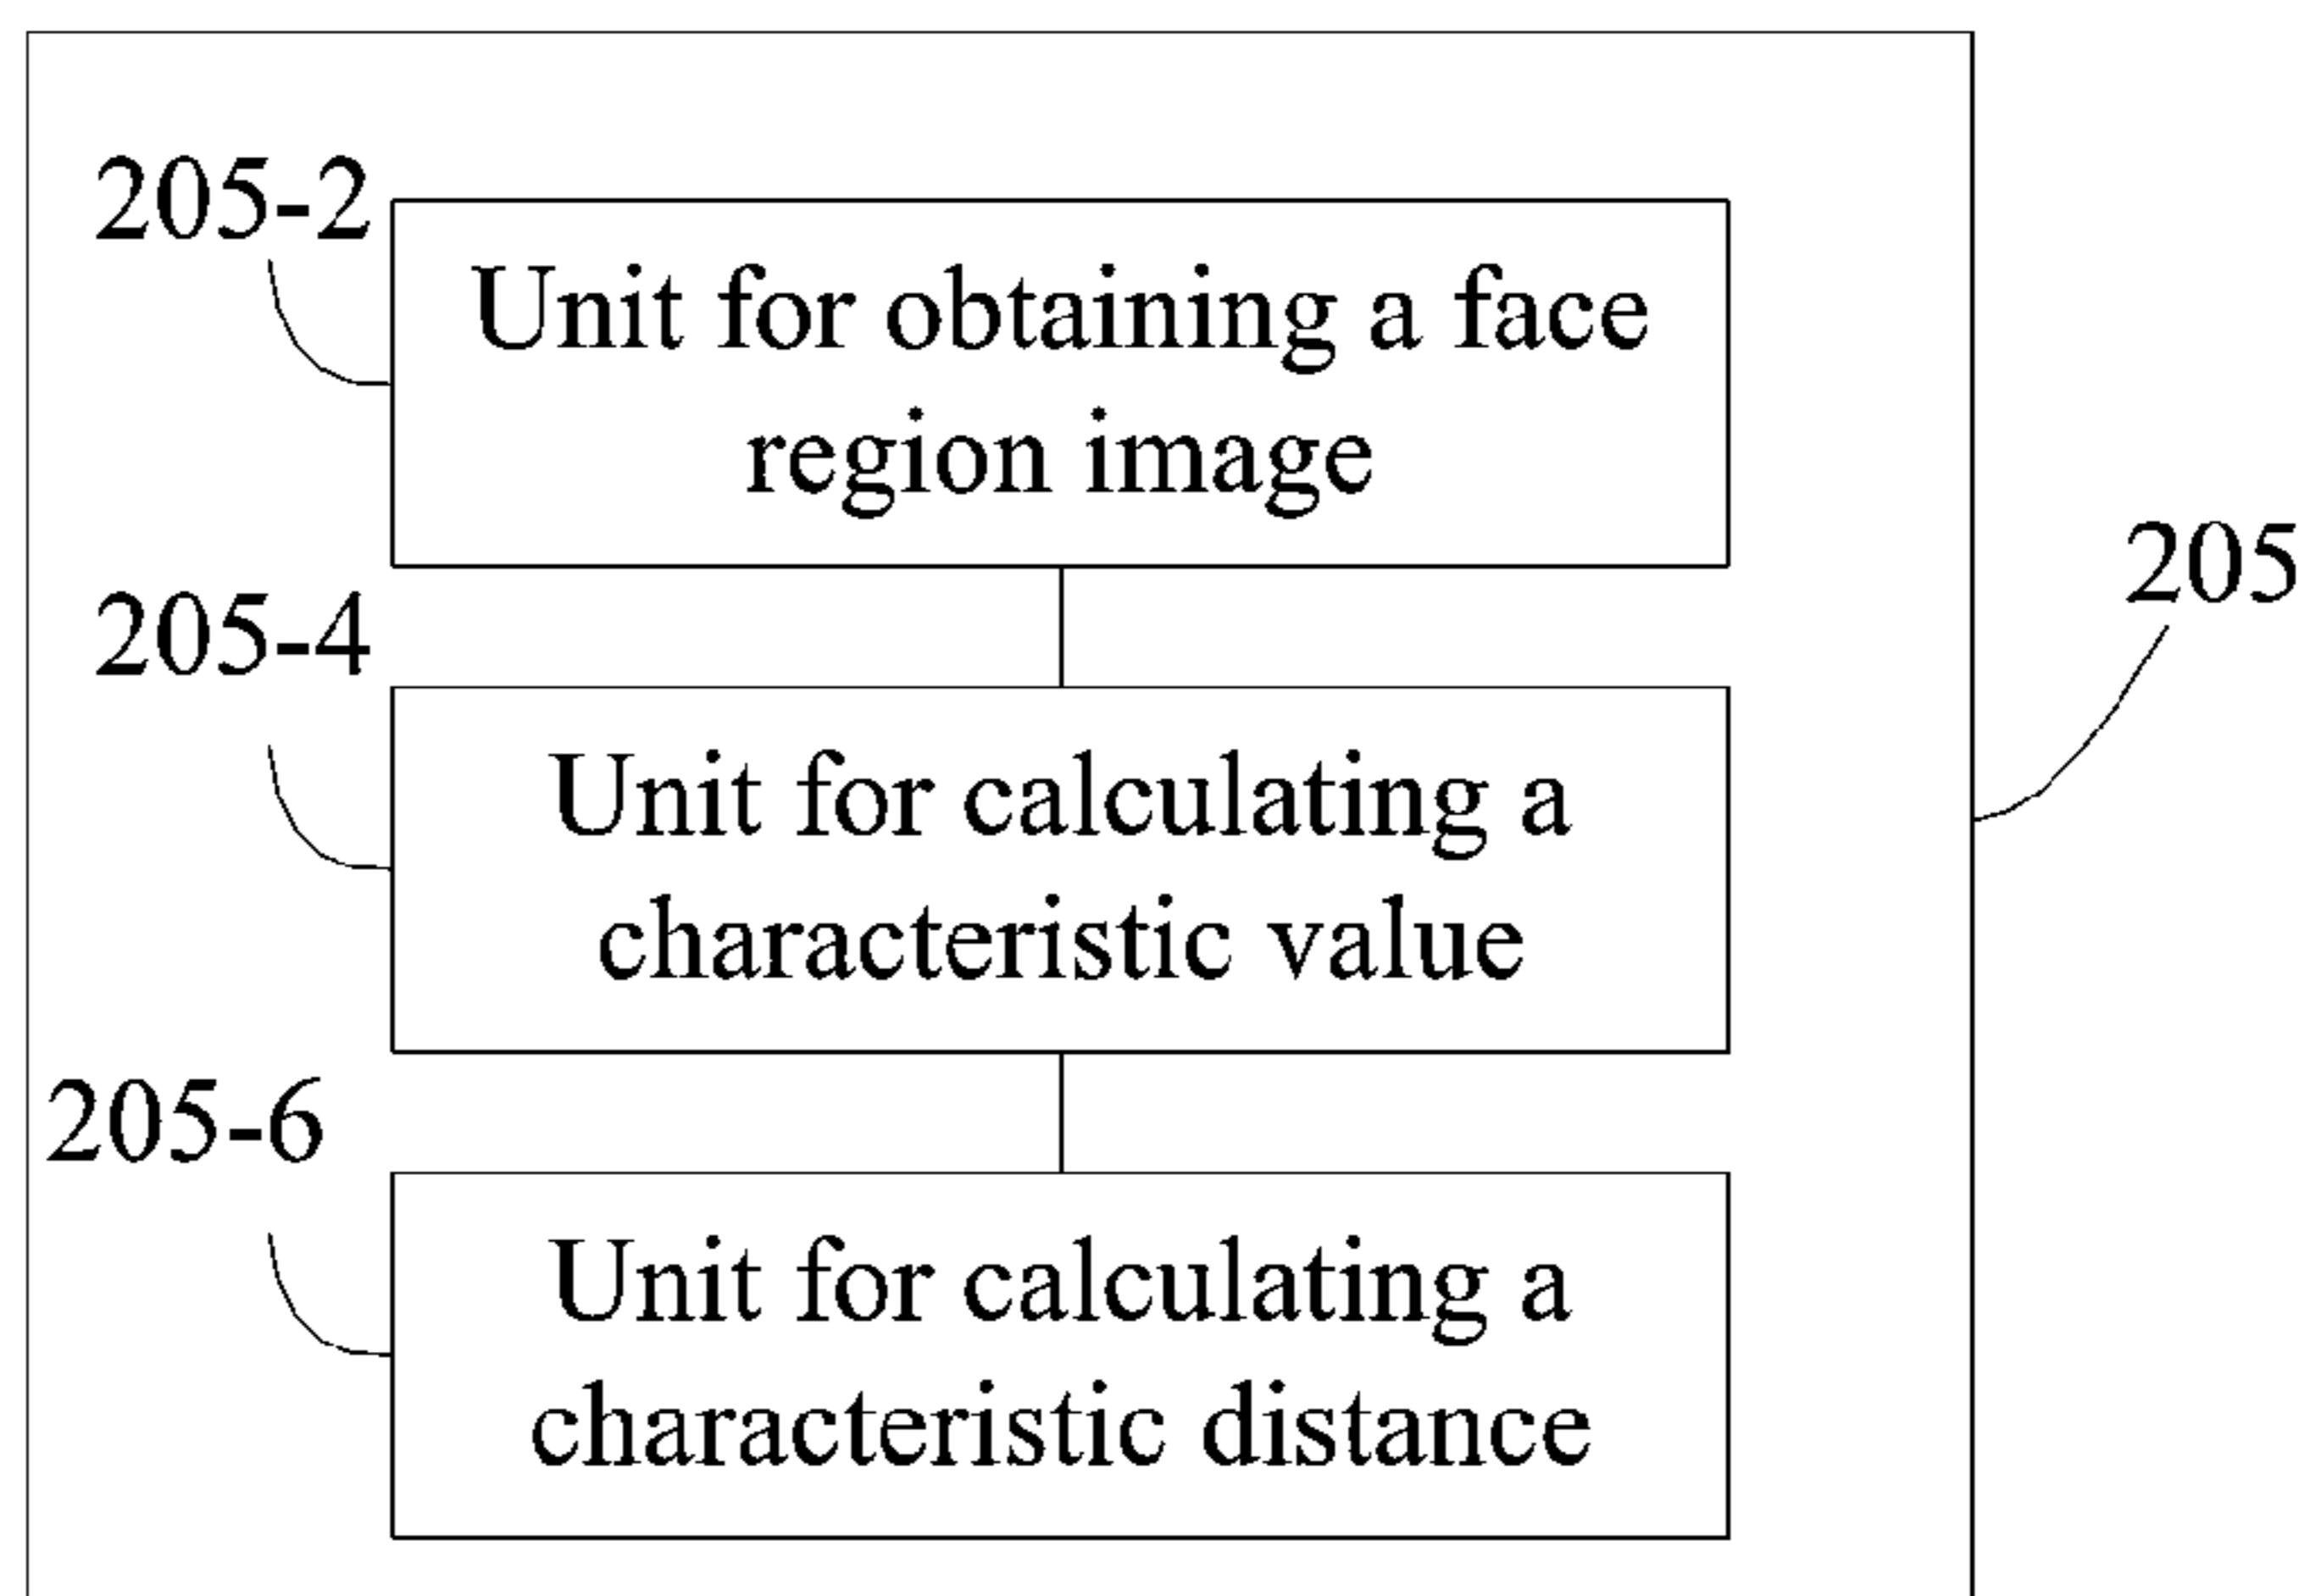 205-2
Unit for obtaining a face
region image
205
205-4
Unit for calculating a
characteristic value
205-6
Unit for calculating a
characteristic distance